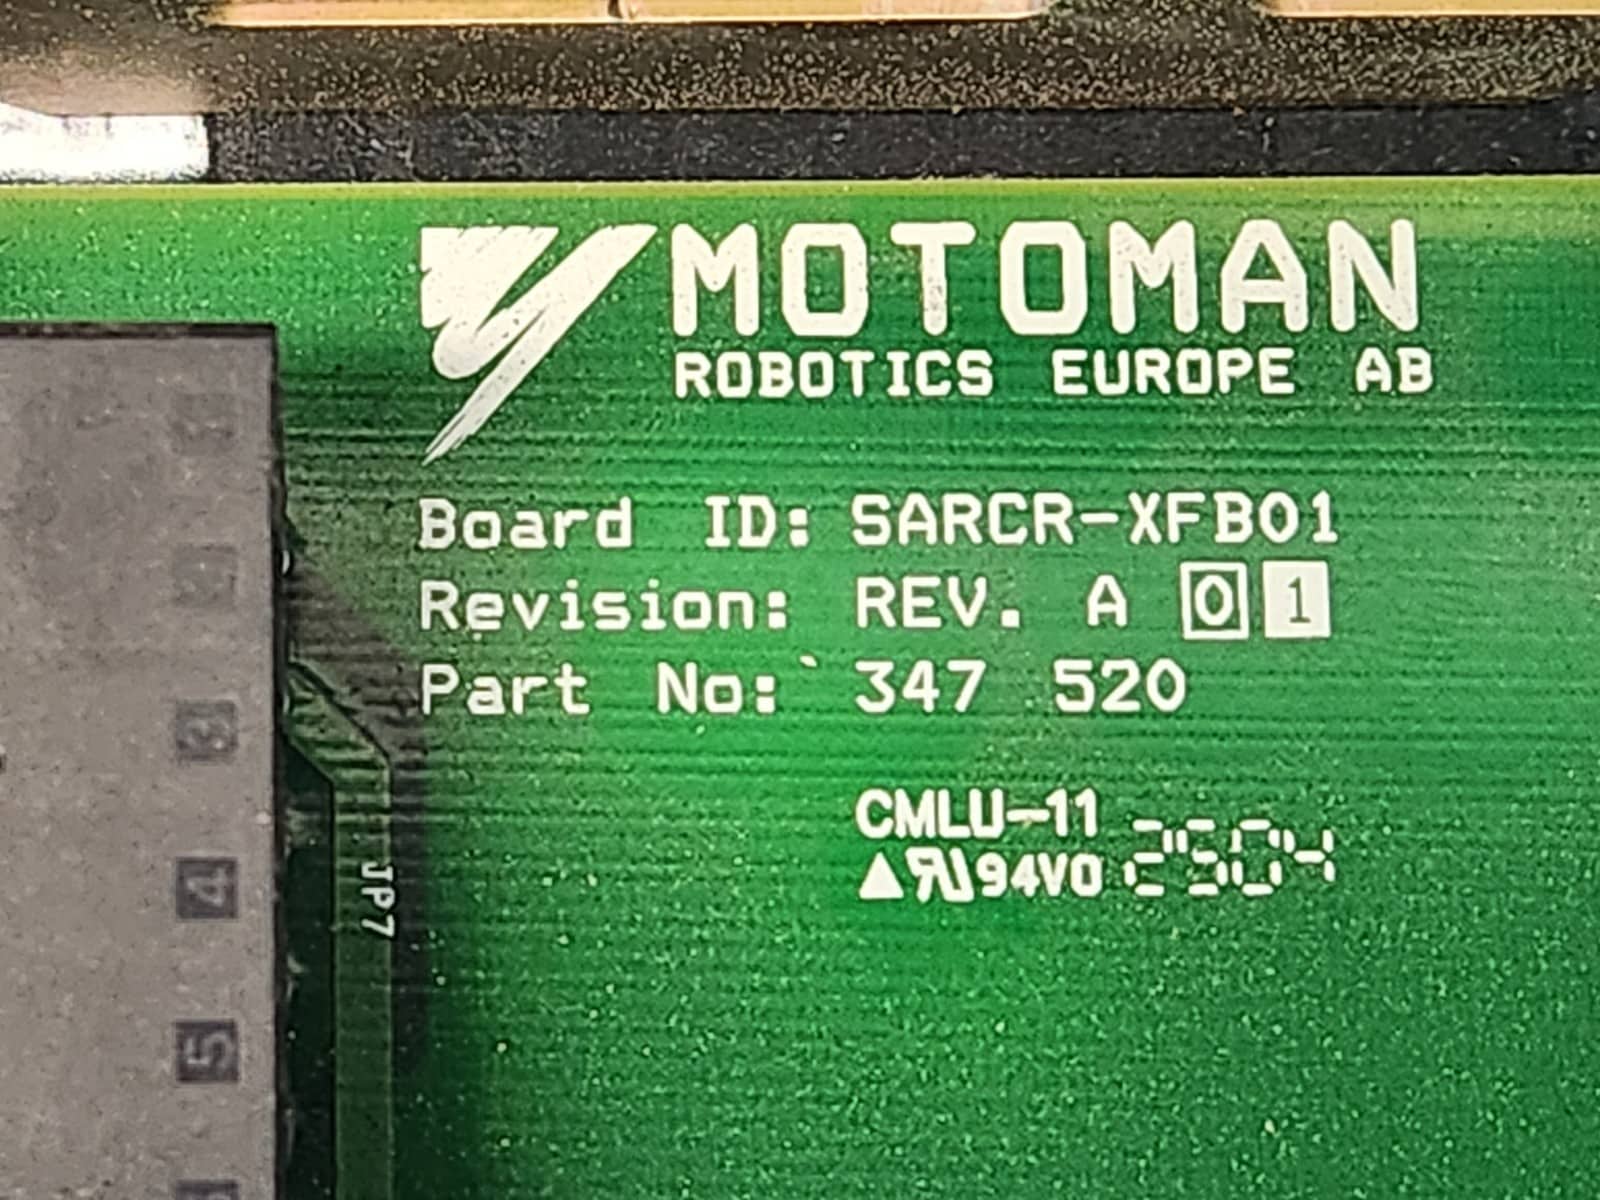 MOTOMAN
ROBOTICS EUROPE AB
Board ID: SARCR-XFB01
Revision: REV. A 0 1
Part No: 347 520
CMLU-11
94V0 2504
JP7
3
4
5